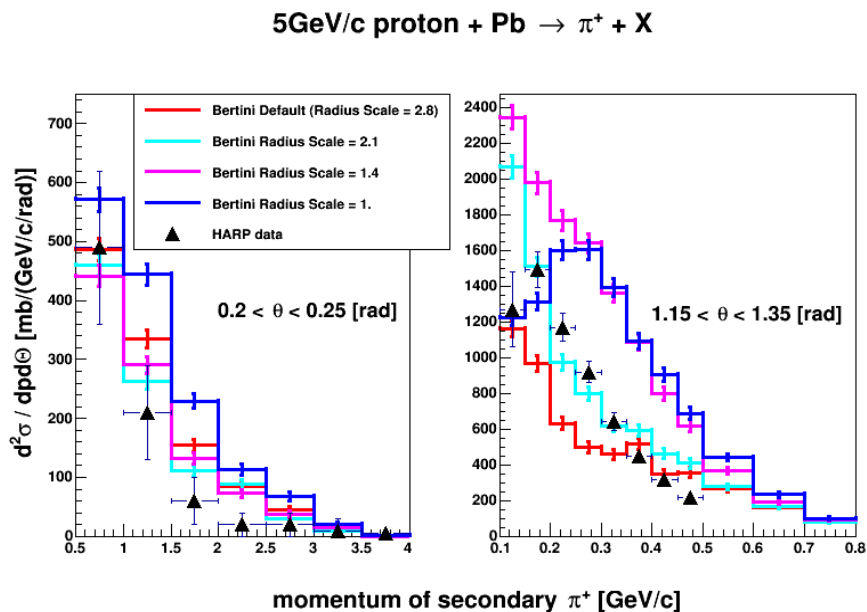 5GeV/c proton + Pb → π⁺ + X
Bertini Default (Radius Scale = 2.8)
Bertini Radius Scale = 2.1
Bertini Radius Scale = 1.4
Bertini Radius Scale = 1.
HARP data
0.2 < θ < 0.25 [rad]
1.15 < θ < 1.35 [rad]
d²σ / dpdΘ [mb/(GeV/c/rad)]
700
600
500
400
300
200
100
0
0.5 1 1.5 2 2.5 3 3.5 4
2400
2200
2000
1800
1600
1400
1200
1000
800
600
400
200
0
0.1 0.2 0.3 0.4 0.5 0.6 0.7 0.8
momentum of secondary π⁺ [GeV/c]